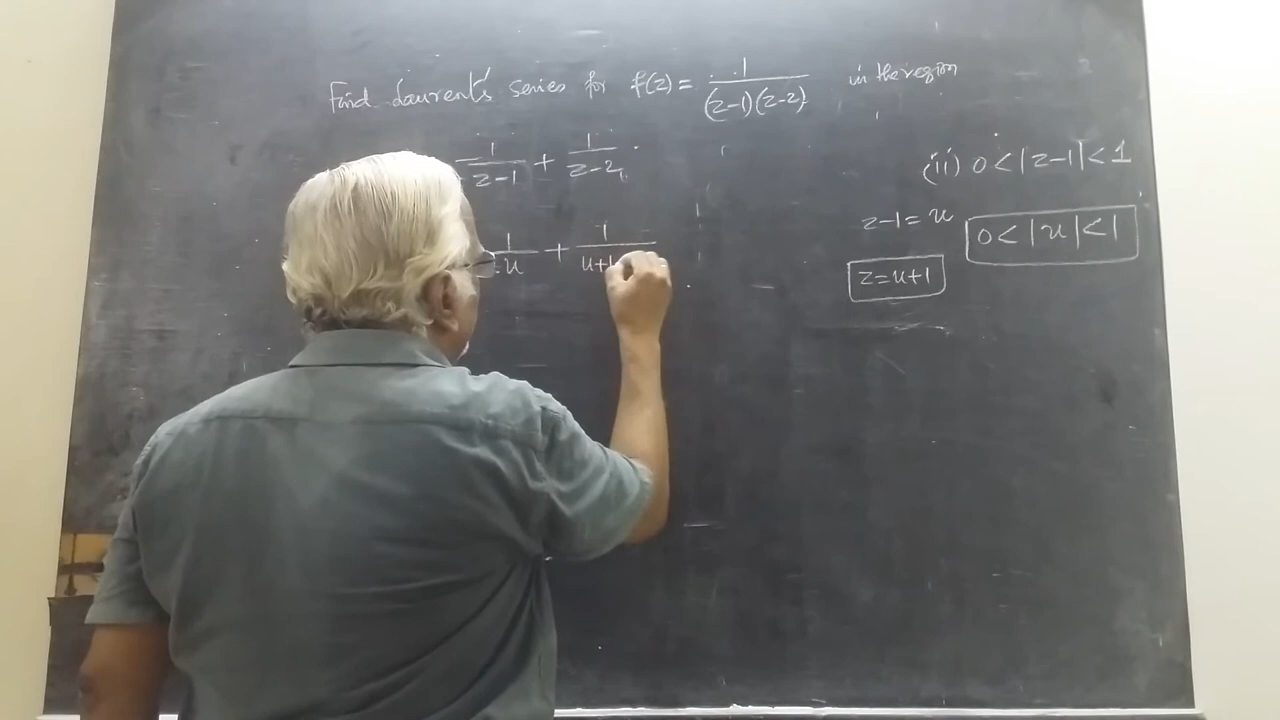 Find Laurent's series for f(z) = 1/((z-1)(z-2)) in the region
-1/(z-1) + 1/(z-2)
(ii) 0 < |z-1| < 1
z-1 = u
0 < |u| < 1
1/u + 1/(u+1
z = u+1